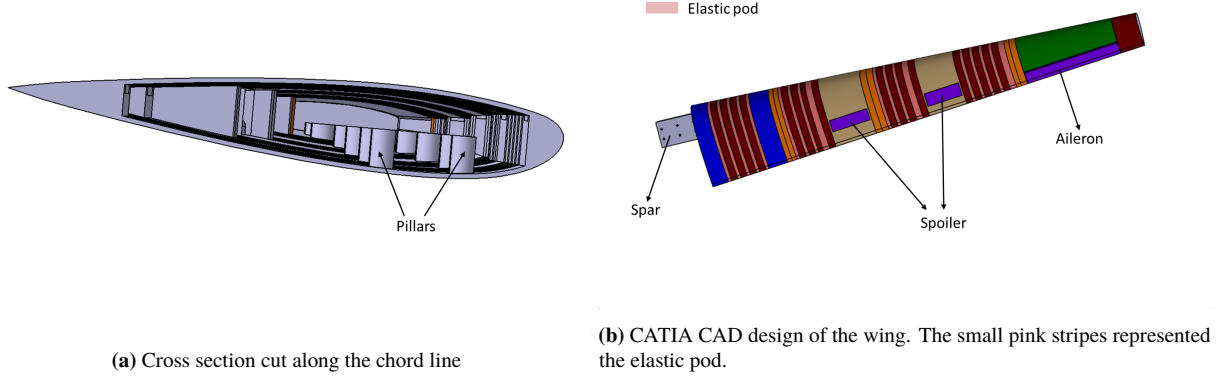 Pillars
(a) Cross section cut along the chord line
Elastic pod
Aileron
Spar
Spoiler
(b) CATIA CAD design of the wing. The small pink stripes represented
the elastic pod.